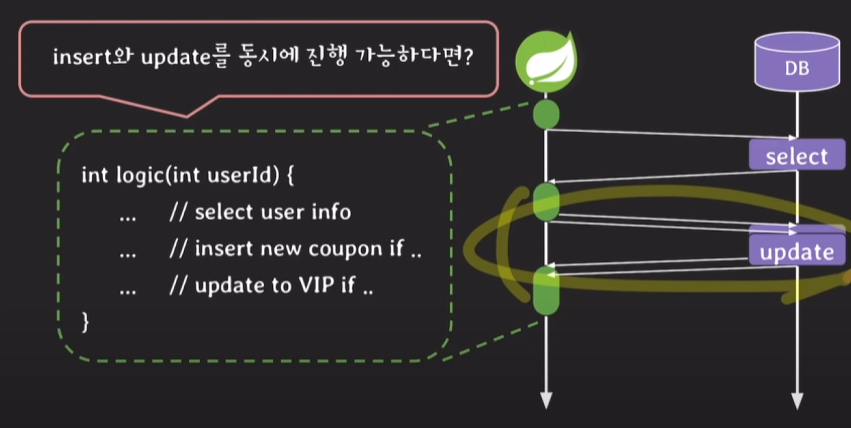 insert와 update를 동시에 진행 가능하다면?
DB
select
int logic(int userId) {
... // select user info
... // insert new coupon if ..
... // update to VIP if ..
}
update